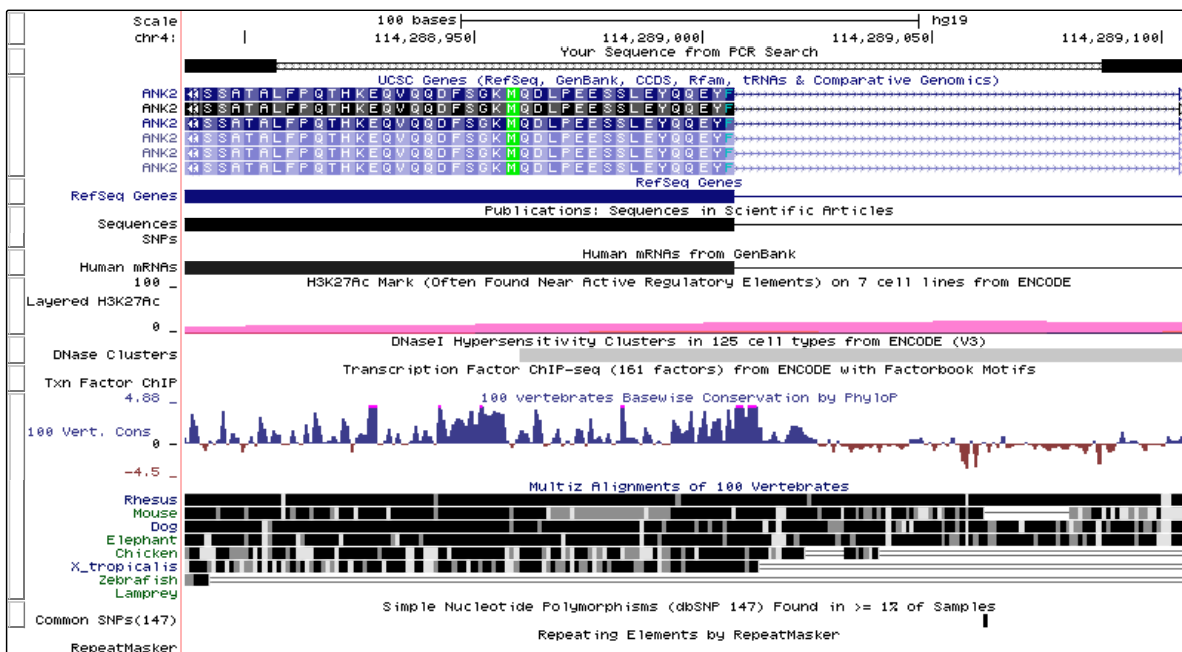 Scale 100 bases hg19
chr4: 114,288,950 114,289,000 114,289,050 114,289,100
Your Sequence from PCR Search
UCSC Genes (RefSeq, GenBank, CCDS, Rfam, tRNAs & Comparative Genomics)
ANK2 S S A T A L F P Q T H K E Q V Q Q D F S G K M Q D L P E E S S L E Y Q Q E Y F
ANK2 S S A T A L F P Q T H K E Q V Q Q D F S G K M Q D L P E E S S L E Y Q Q E Y F
ANK2 S S A T A L F P Q T H K E Q V Q Q D F S G K M Q D L P E E S S L E Y Q Q E Y F
ANK2 S S A T A L F P Q T H K E Q V Q Q D F S G K M Q D L P E E S S L E Y Q Q E Y F
ANK2 S S A T A L F P Q T H K E Q V Q Q D F S G K M Q D L P E E S S L E Y Q Q E Y F
ANK2 S S A T A L F P Q T H K E Q V Q Q D F S G K M Q D L P E E S S L E Y Q Q E Y F
RefSeq Genes
RefSeq Genes
Publications: Sequences in Scientific Articles
Sequences
SNPs
Human mRNAs from GenBank
Human mRNAs
100 _ H3K27Ac Mark (Often Found Near Active Regulatory Elements) on 7 cell lines from ENCODE
Layered H3K27Ac
0 _
DNaseI Hypersensitivity Clusters in 125 cell types from ENCODE (V3)
DNase Clusters
Transcription Factor ChIP-seq (161 factors) from ENCODE with Factorbook Motifs
Txn Factor ChIP
4.88 _ 100 vertebrates Basewise Conservation by PhyloP
100 Vert. Cons
0 _
-4.5 _
Multiz Alignments of 100 Vertebrates
Rhesus
Mouse
Dog
Elephant
Chicken
X_tropicalis
Zebrafish
Lamprey
Simple Nucleotide Polymorphisms (dbSNP 147) Found in >= 1% of Samples
Common SNPs(147)
Repeating Elements by RepeatMasker
RepeatMasker